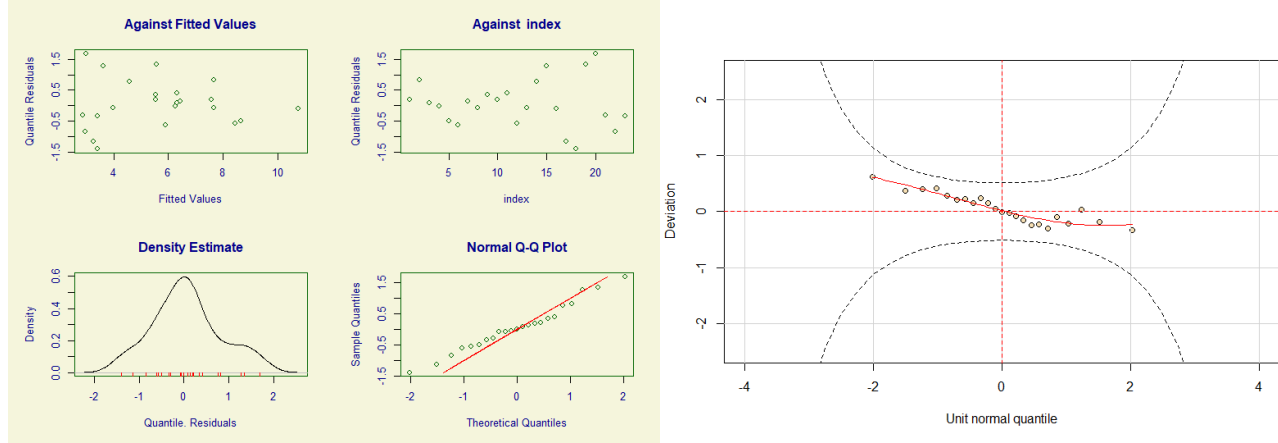 Against Fitted Values
Quantile Residuals
-1.5 -0.5 0.5 1.5
4 6 8 10
Fitted Values
Against index
Quantile Residuals
-1.5 -0.5 0.5 1.5
5 10 15 20
index
Density Estimate
Density
0.0 0.2 0.4 0.6
-2 -1 0 1 2
Quantile. Residuals
Normal Q-Q Plot
Sample Quantiles
-1.5 -0.5 0.5 1.5
-2 -1 0 1 2
Theoretical Quantiles
Deviation
2
1
0
-1
-2
-4 -2 0 2 4
Unit normal quantile